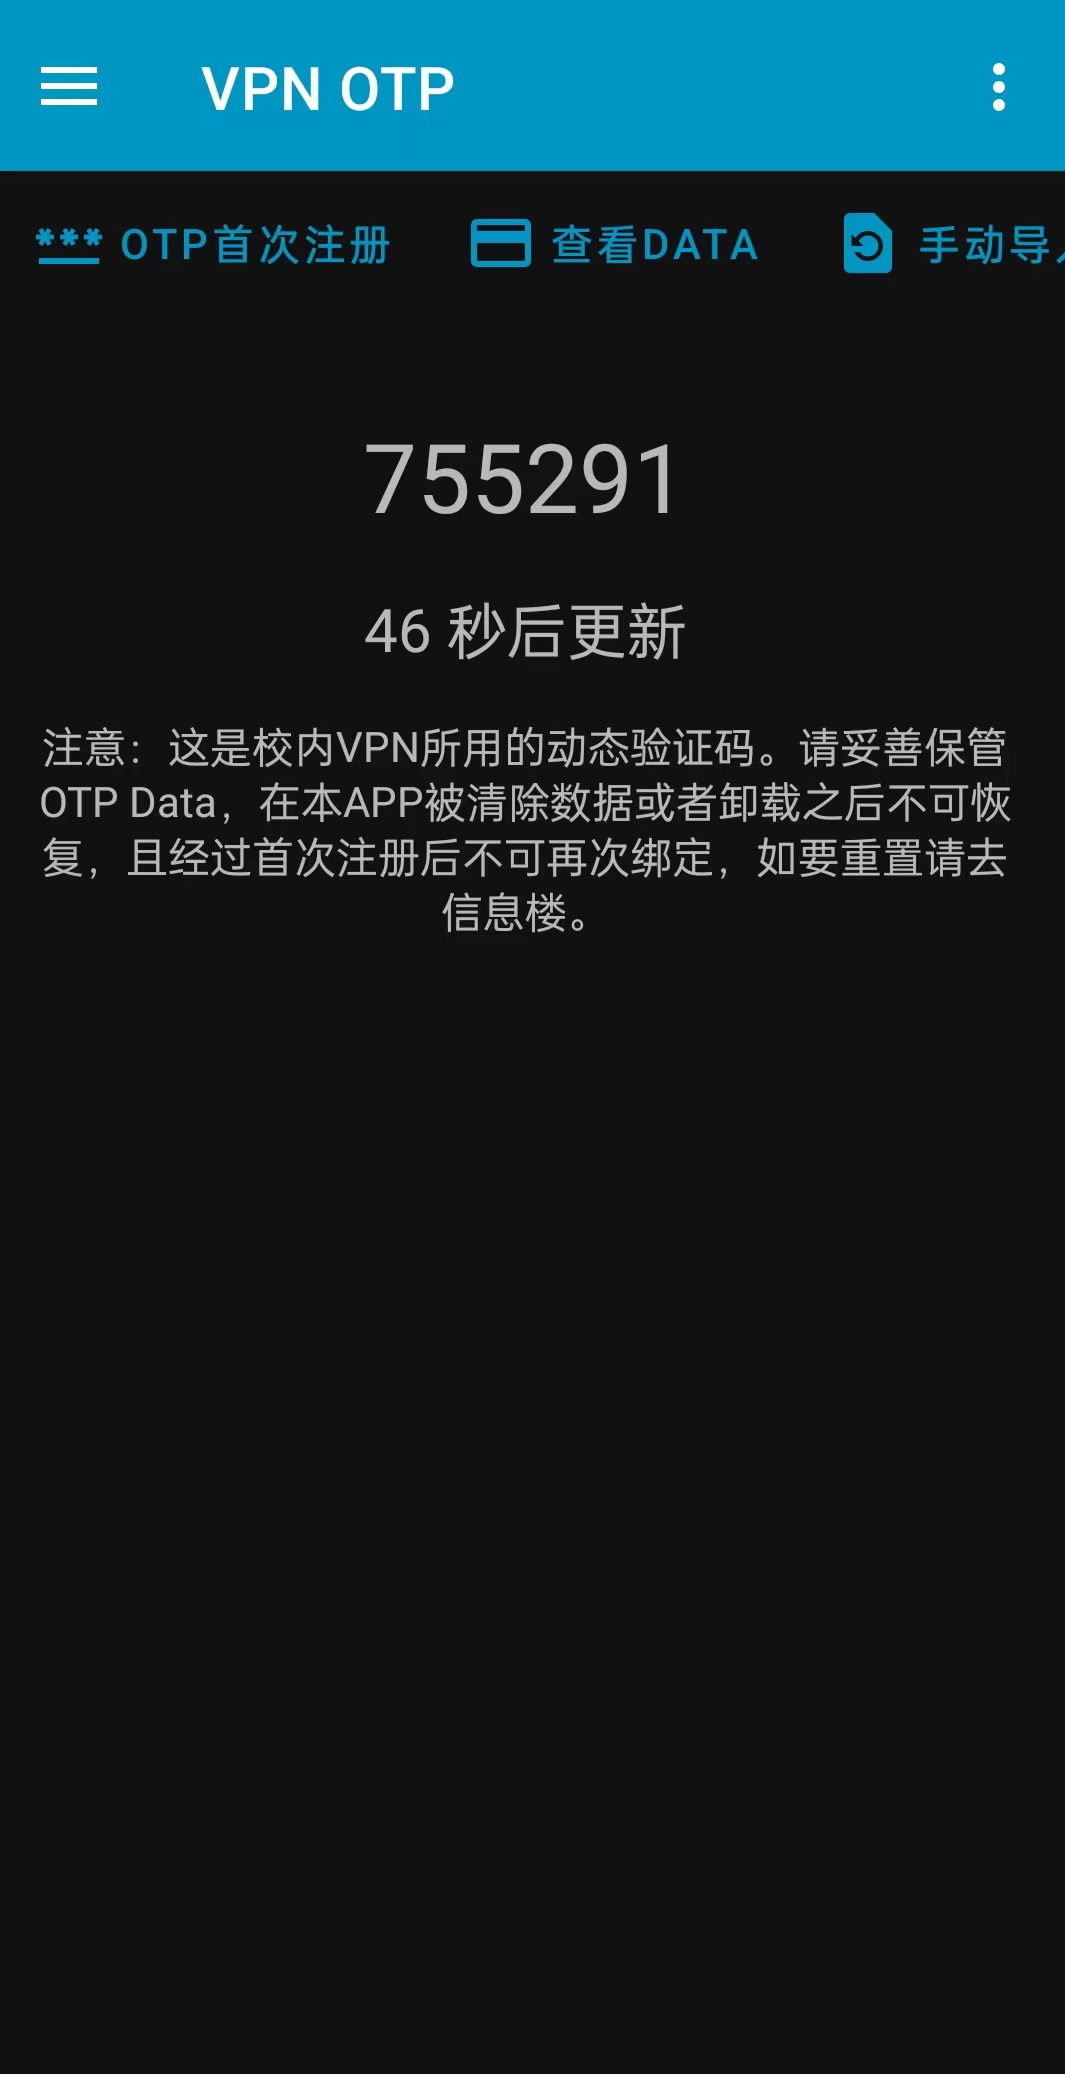 VPN OTP
*** OTP首次注册 查看DATA 手动导
755291
46 秒后更新
注意：这是校内VPN所用的动态验证码。请妥善保管
OTP Data，在本APP被清除数据或者卸载之后不可恢
复，且经过首次注册后不可再次绑定，如要重置请去
信息楼。